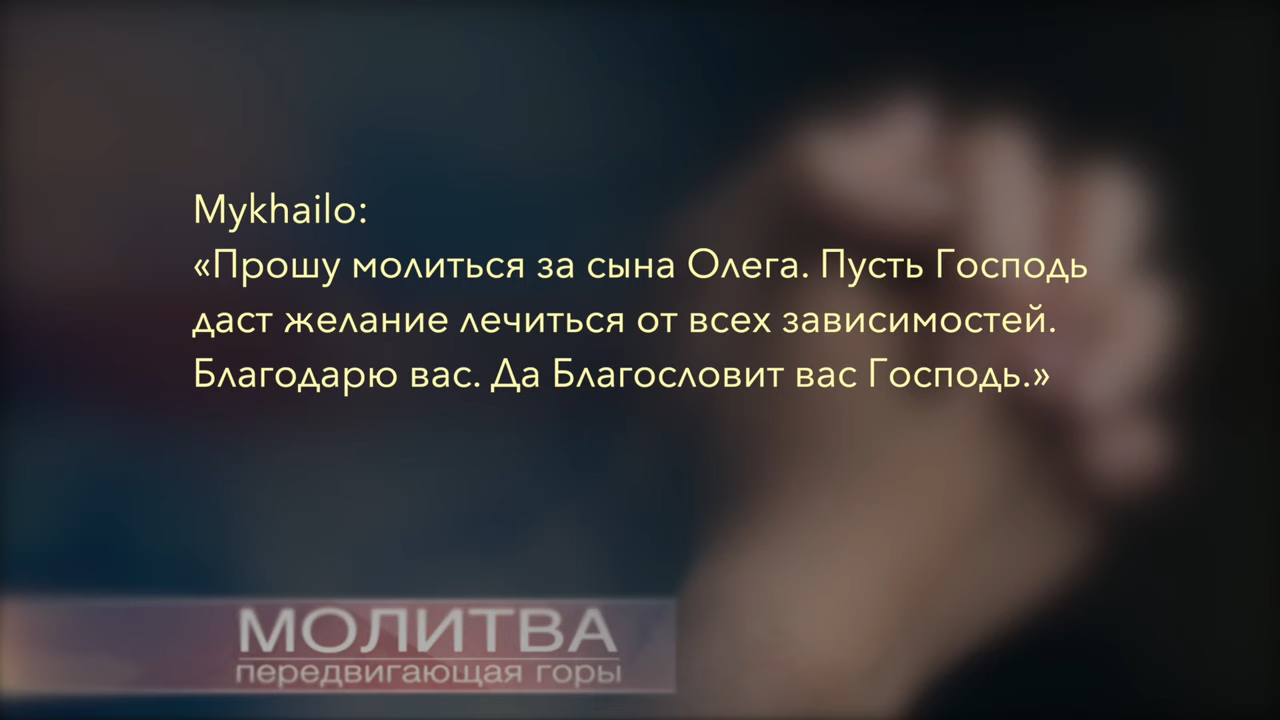 Mykhailo:
«Прошу молиться за сына Олега. Пусть Господь
даст желание лечиться от всех зависимостей.
Благодарю вас. Да Благословит вас Господь.»
МОЛИТВА
передвигающая горы